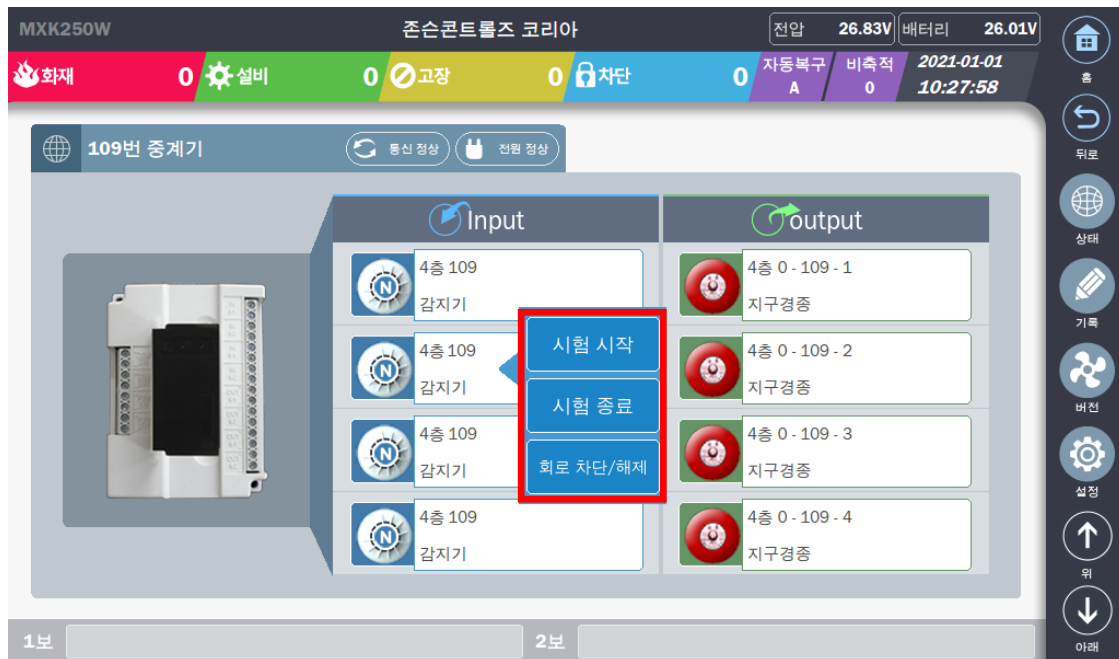 MXK250W
존슨콘트롤즈 코리아
전압 26.83V
배터리 26.01V
화재 0
설비 0
고장 0
차단 0
자동복구 A
비축적 0
2021-01-01
10:27:58
109번 중계기
통신 정상
전원 정상
Input
output
4층 109
감지기
4층 0 - 109 - 1
지구경종
4층 109
감지기
4층 0 - 109 - 2
지구경종
4층 109
감지기
4층 0 - 109 - 3
지구경종
4층 109
감지기
4층 0 - 109 - 4
지구경종
시험 시작
시험 종료
회로 차단/해제
N
N
N
N
1보
2보
홈
뒤로
상태
기록
버전
설정
위
아래